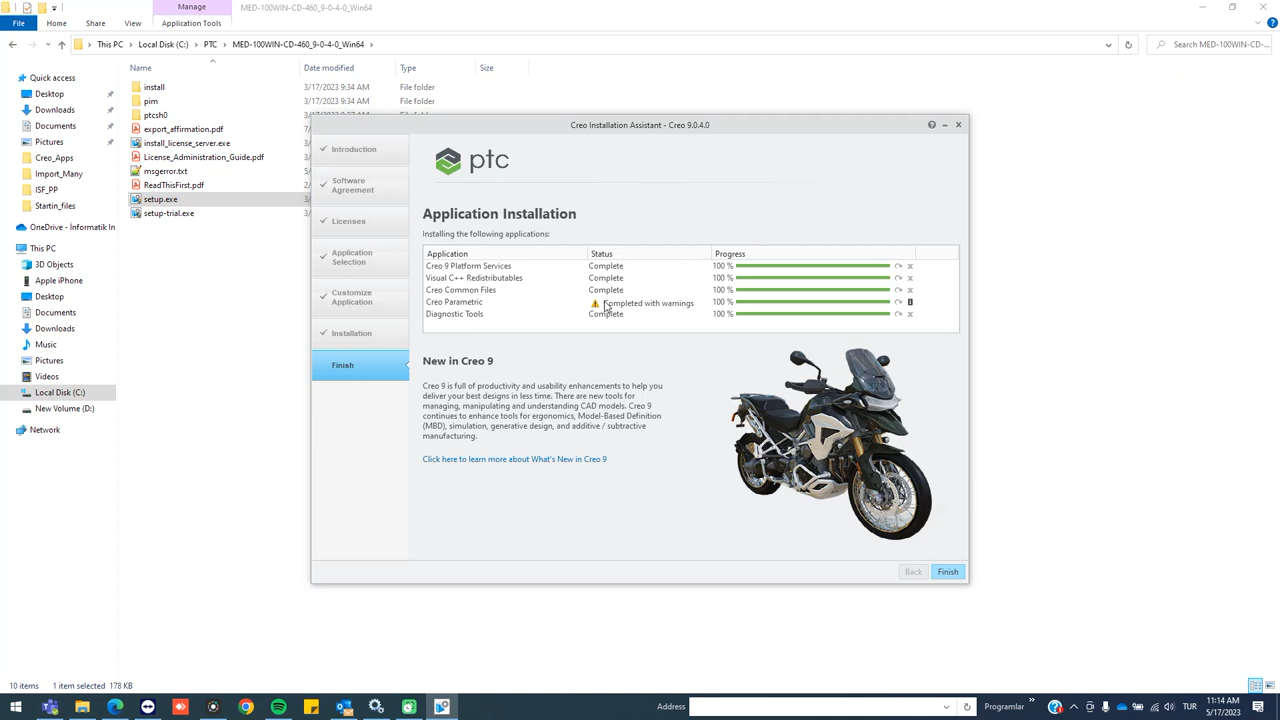 Manage
MED-100WIN-CD-460_9-0-4-0_Win64
File
Home
Share
View
Application Tools
This PC
Local Disk (C:)
PTC
MED-100WIN-CD-460_9-0-4-0_Win64
Search MED-100WIN-CD-...
Name
Date modified
Type
Size
Quick access
Desktop
Downloads
Documents
Pictures
Creo_Apps
Import_Many
ISF_PP
Startin_files
OneDrive - İnformatik In
This PC
3D Objects
Apple iPhone
Desktop
Documents
Downloads
Music
Pictures
Videos
Local Disk (C:)
New Volume (D:)
Network
install 3/17/2023 9:34 AM File folder
pim 3/17/2023 9:34 AM File folder
ptcsh0 3/17/2023 9:37 AM File folder
export_affirmation.pdf
install_license_server.exe
License_Administration_Guide.pdf
msgerror.txt
ReadThisFirst.pdf
setup.exe
setup-trial.exe
Creo Installation Assistant - Creo 9.0.4.0
Introduction
Software
Agreement
Licenses
Application
Selection
Customize
Application
Installation
Finish
ptc
Application Installation
Installing the following applications:
Application Status Progress
Creo 9 Platform Services Complete 100 %
Visual C++ Redistributables Complete 100 %
Creo Common Files Complete 100 %
Creo Parametric Completed with warnings 100 %
Diagnostic Tools Complete 100 %
New in Creo 9
Creo 9 is full of productivity and usability enhancements to help you
deliver your best designs in less time. There are new tools for
managing, manipulating and understanding CAD models. Creo 9
continues to enhance tools for ergonomics, Model-Based Definition
(MBD), simulation, generative design, and additive / subtractive
manufacturing.
Click here to learn more about What's New in Creo 9
Back
Finish
10 items
1 item selected 178 KB
Address
Programlar
TUR
11:14 AM
5/17/2023